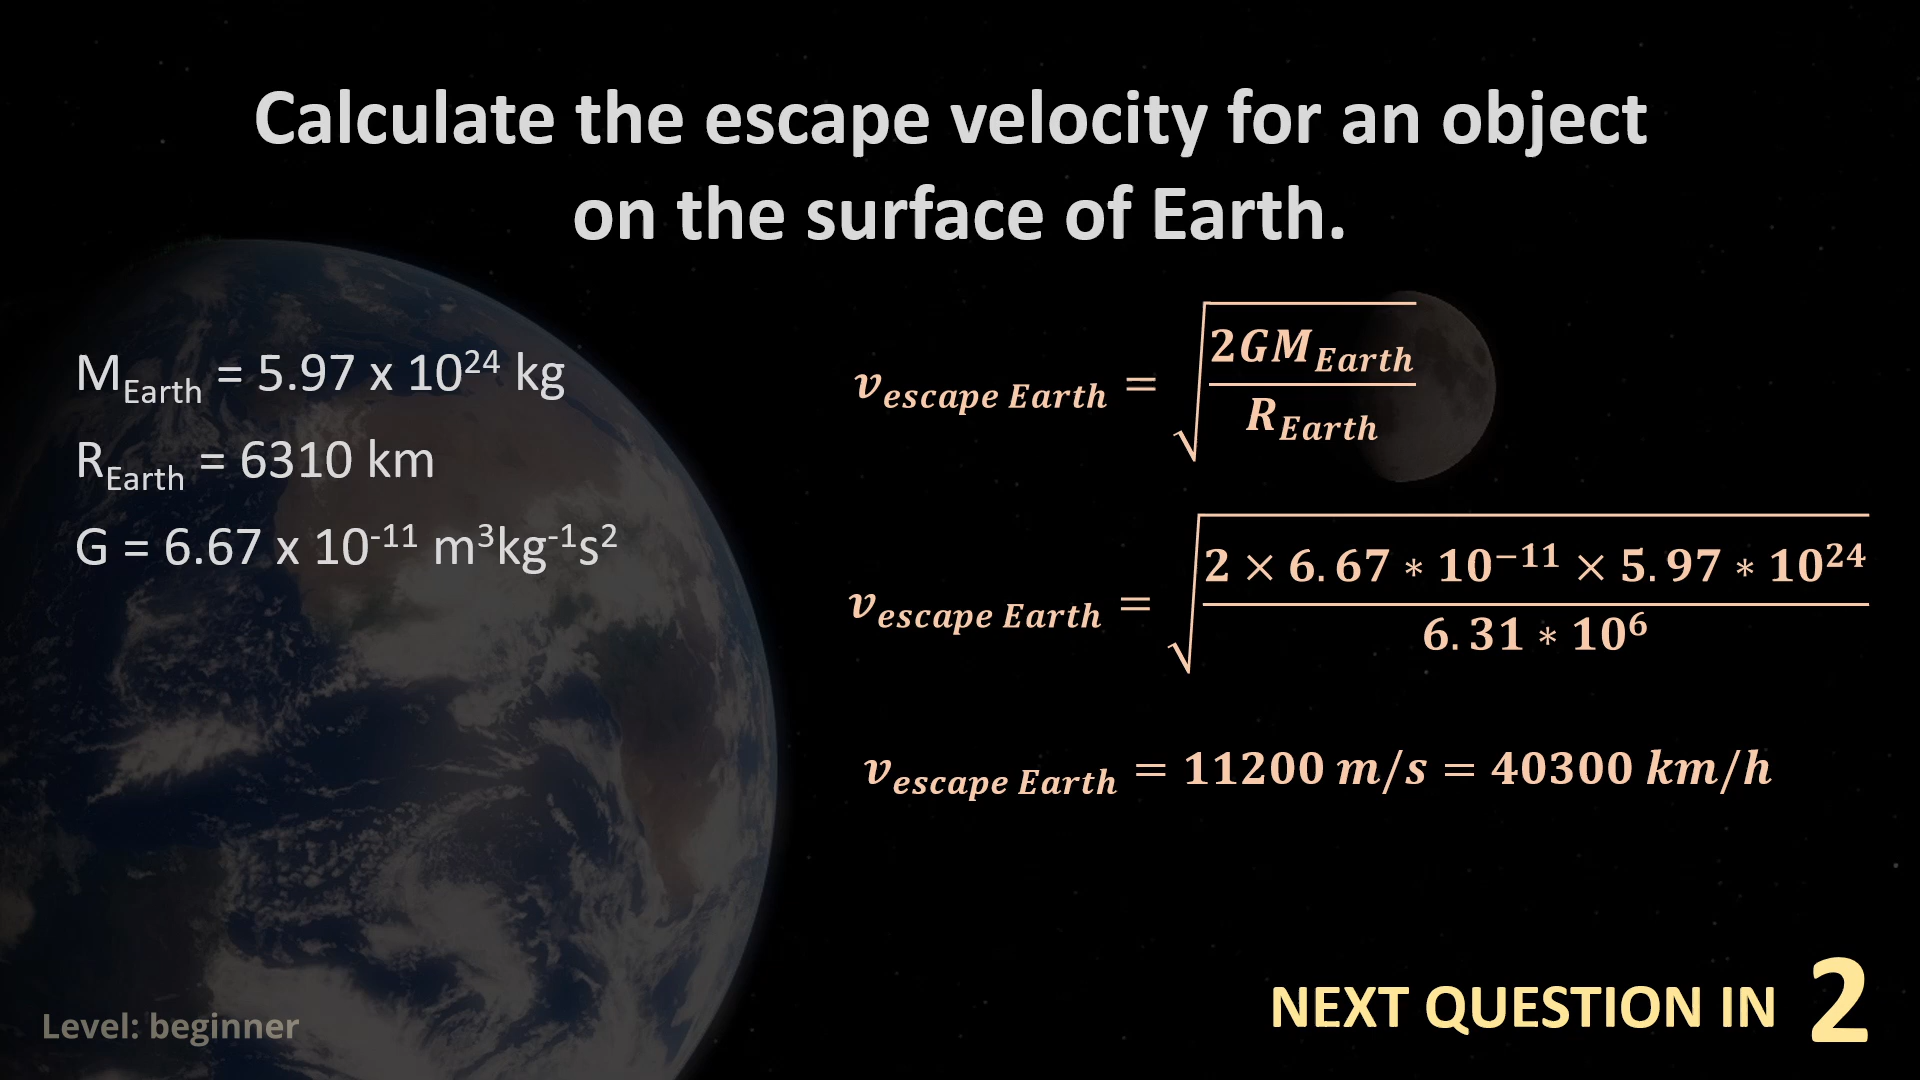 Calculate the escape velocity for an object
on the surface of Earth.
M_Earth = 5.97 x 10^24 kg
R_Earth = 6310 km
G = 6.67 x 10^-11 m^3kg^-1s^2
v_escape Earth = √(2GM_Earth / R_Earth)
v_escape Earth = √(2 × 6.67 * 10^−11 × 5.97 * 10^24 / 6.31 * 10^6)
v_escape Earth = 11200 m/s = 40300 km/h
NEXT QUESTION IN 2
Level: beginner